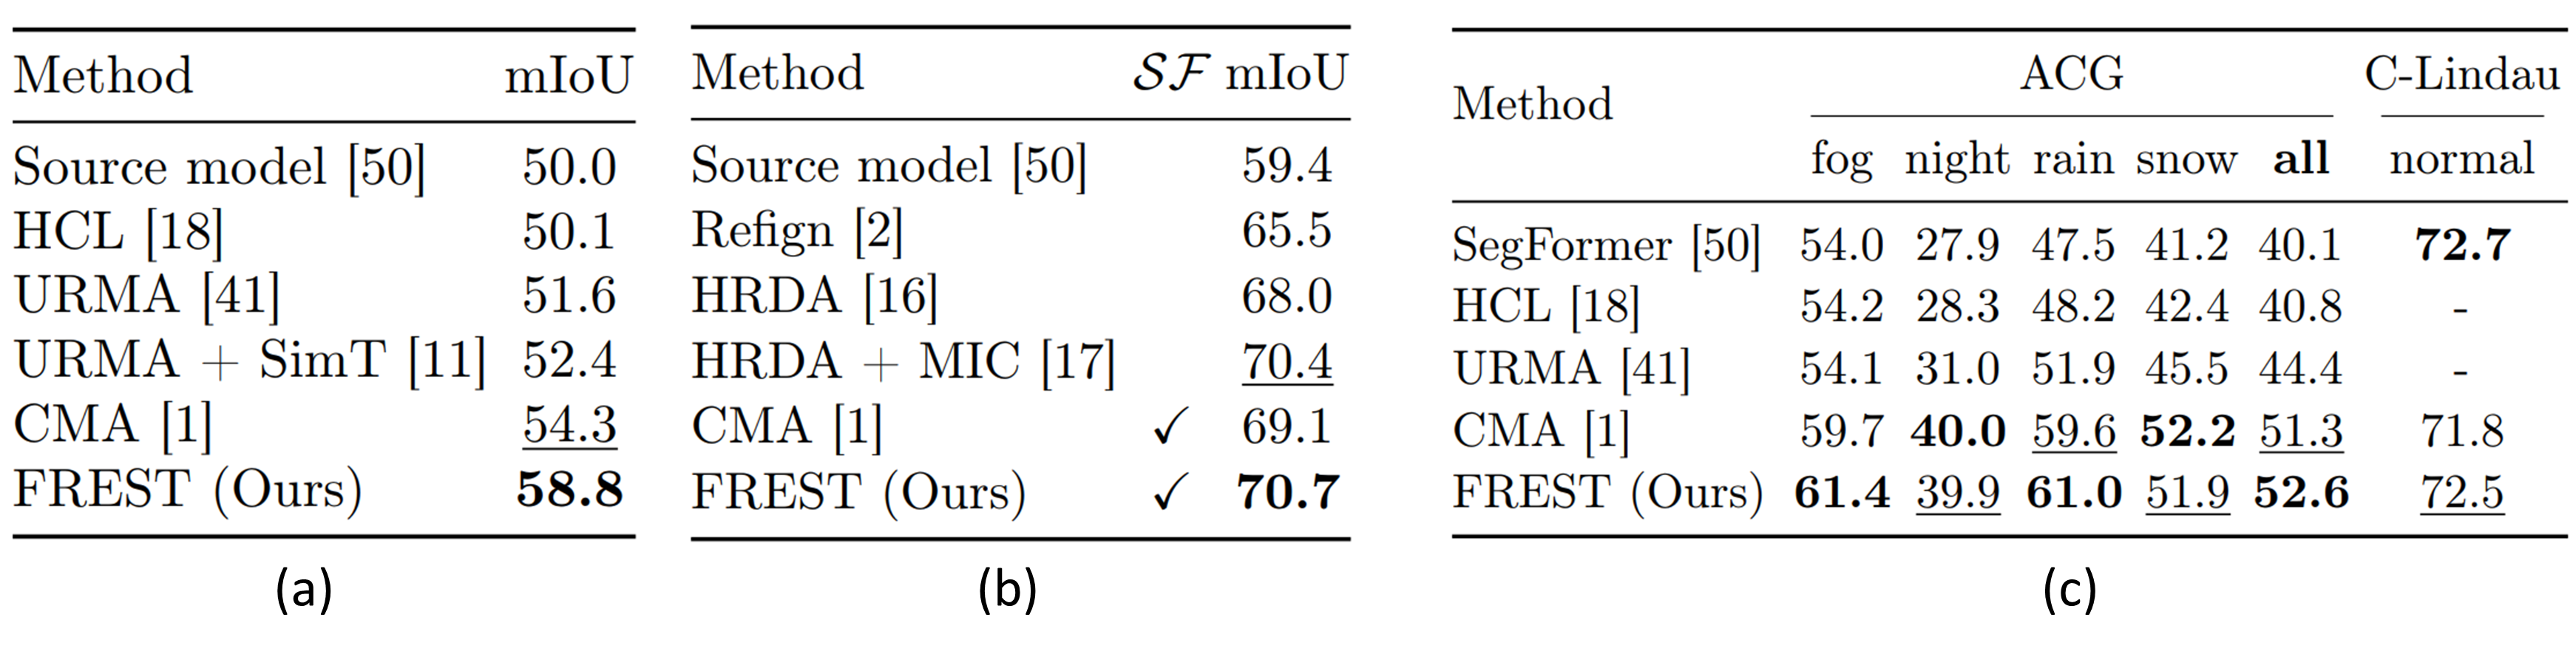 Method mIoU
Source model [50] 50.0
HCL [18] 50.1
URMA [41] 51.6
URMA + SimT [11] 52.4
CMA [1] 54.3
FREST (Ours) 58.8
(a)
Method SF mIoU
Source model [50] 59.4
Refign [2] 65.5
HRDA [16] 68.0
HRDA + MIC [17] 70.4
CMA [1] ✓ 69.1
FREST (Ours) ✓ 70.7
(b)
Method ACG C-Lindau
fog night rain snow all normal
SegFormer [50] 54.0 27.9 47.5 41.2 40.1 72.7
HCL [18] 54.2 28.3 48.2 42.4 40.8 -
URMA [41] 54.1 31.0 51.9 45.5 44.4 -
CMA [1] 59.7 40.0 59.6 52.2 51.3 71.8
FREST (Ours) 61.4 39.9 61.0 51.9 52.6 72.5
(c)